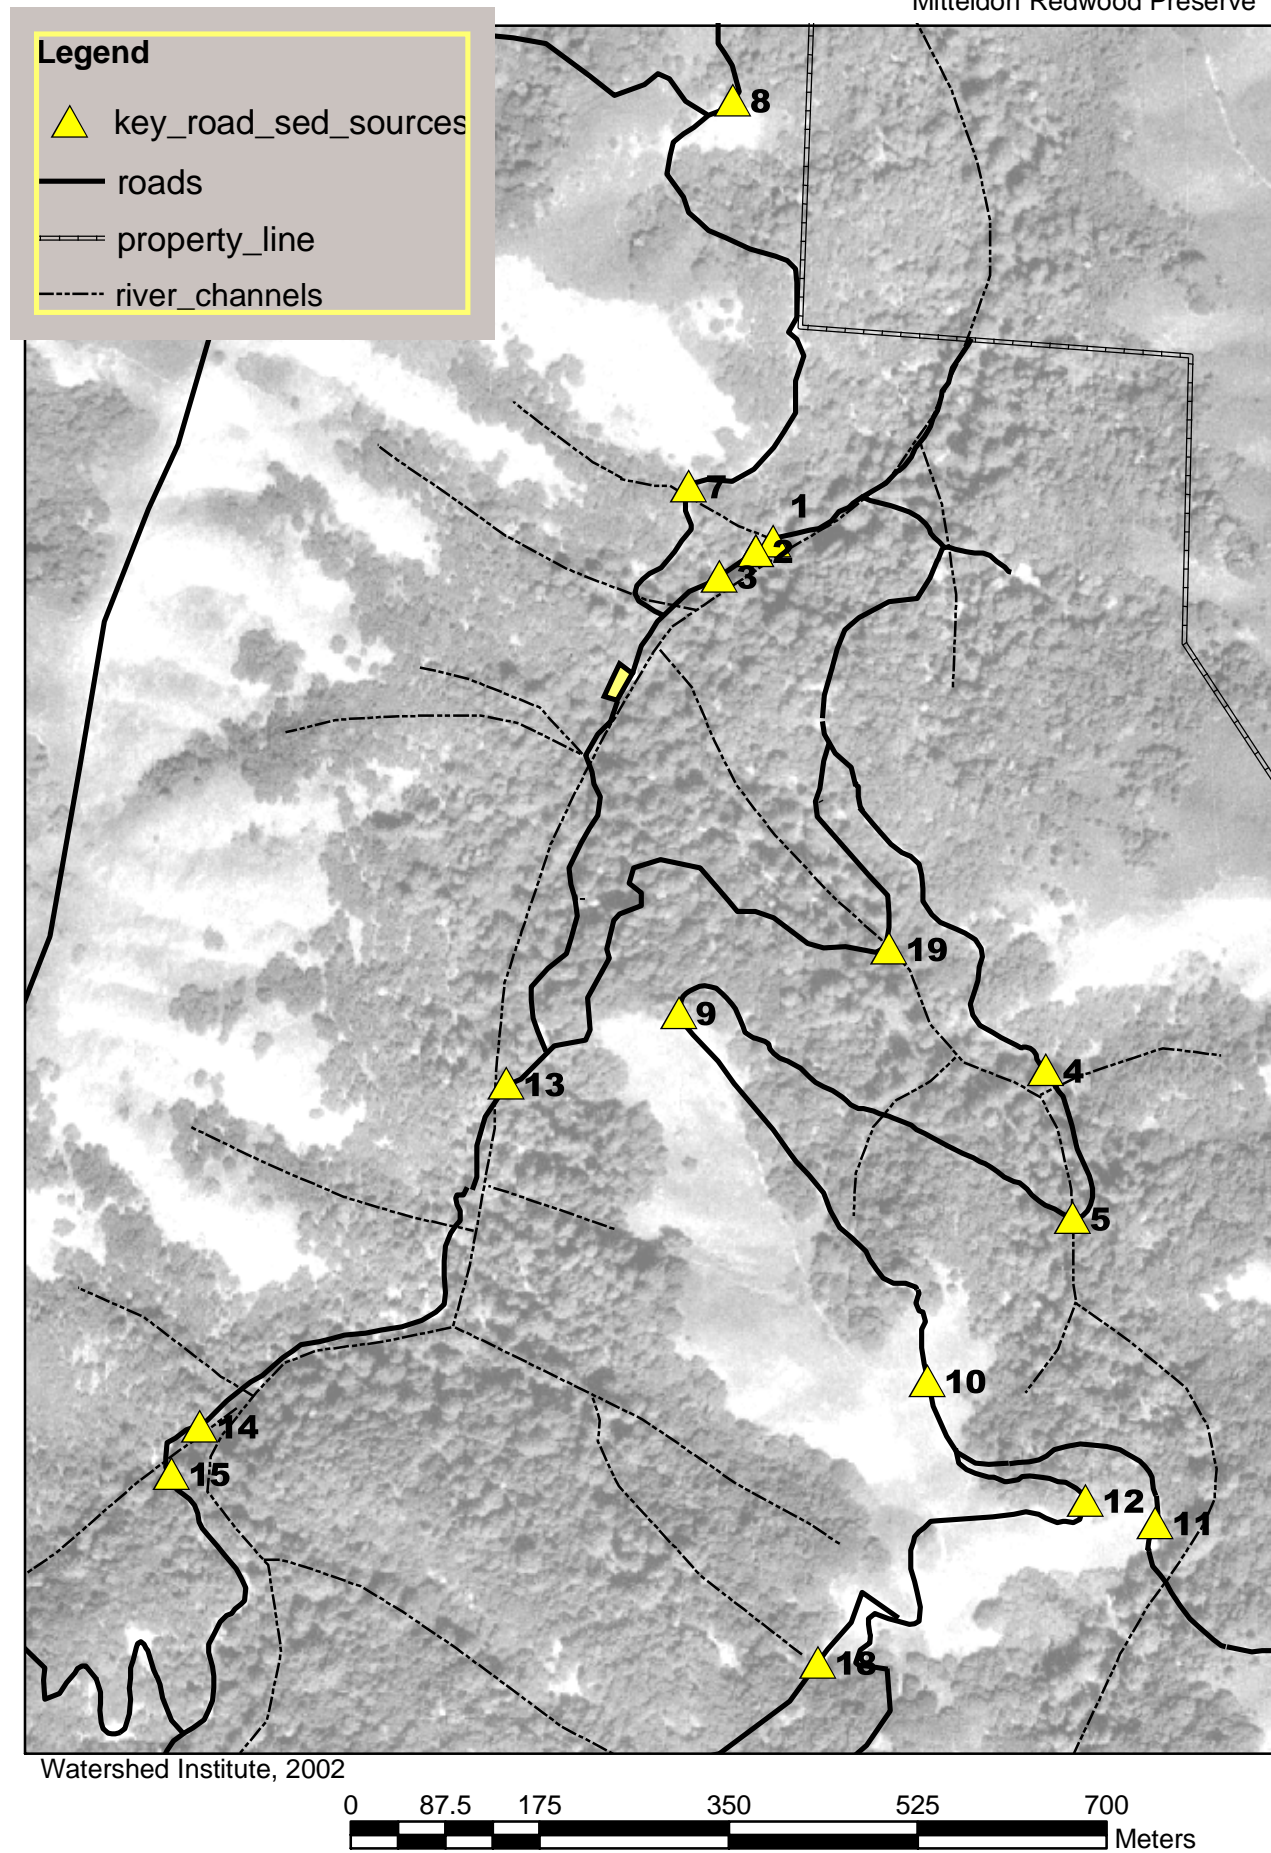 Mitteldorf Redwood Preserve
Legend
key_road_sed_sources
roads
property_line
river_channels
8
7
1
2
3
19
9
4
13
5
10
14
15
12
11
18
Watershed Institute, 2002
0 87.5 175 350 525 700
Meters